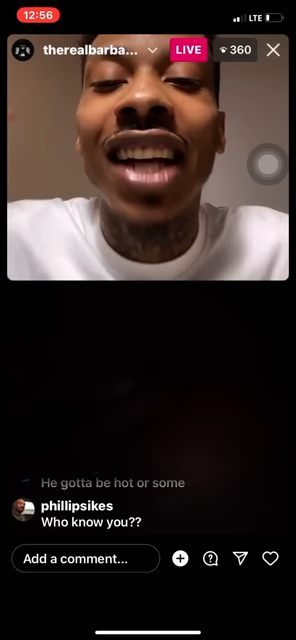 12:56
LTE
therealbarba...
LIVE
360
He gotta be hot or some
phillipsikes
Who know you??
Add a comment...